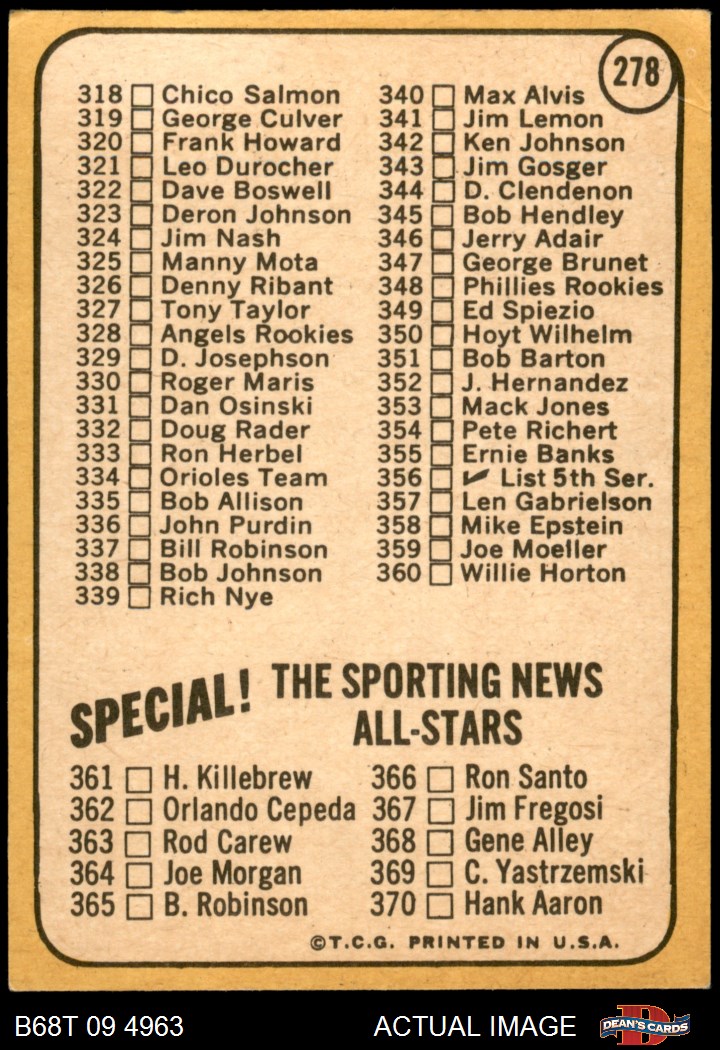 278
318 Chico Salmon
319 George Culver
320 Frank Howard
321 Leo Durocher
322 Dave Boswell
323 Deron Johnson
324 Jim Nash
325 Manny Mota
326 Denny Ribant
327 Tony Taylor
328 Angels Rookies
329 D. Josephson
330 Roger Maris
331 Dan Osinski
332 Doug Rader
333 Ron Herbel
334 Orioles Team
335 Bob Allison
336 John Purdin
337 Bill Robinson
338 Bob Johnson
339 Rich Nye
340 Max Alvis
341 Jim Lemon
342 Ken Johnson
343 Jim Gosger
344 D. Clendenon
345 Bob Hendley
346 Jerry Adair
347 George Brunet
348 Phillies Rookies
349 Ed Spiezio
350 Hoyt Wilhelm
351 Bob Barton
352 J. Hernandez
353 Mack Jones
354 Pete Richert
355 Ernie Banks
356 ✓ List 5th Ser.
357 Len Gabrielson
358 Mike Epstein
359 Joe Moeller
360 Willie Horton
SPECIAL! THE SPORTING NEWS
ALL-STARS
361 H. Killebrew
362 Orlando Cepeda
363 Rod Carew
364 Joe Morgan
365 B. Robinson
366 Ron Santo
367 Jim Fregosi
368 Gene Alley
369 C. Yastrzemski
370 Hank Aaron
©T.C.G. PRINTED IN U.S.A.
B68T 09 4963
ACTUAL IMAGE
D
DEAN'S CARDS